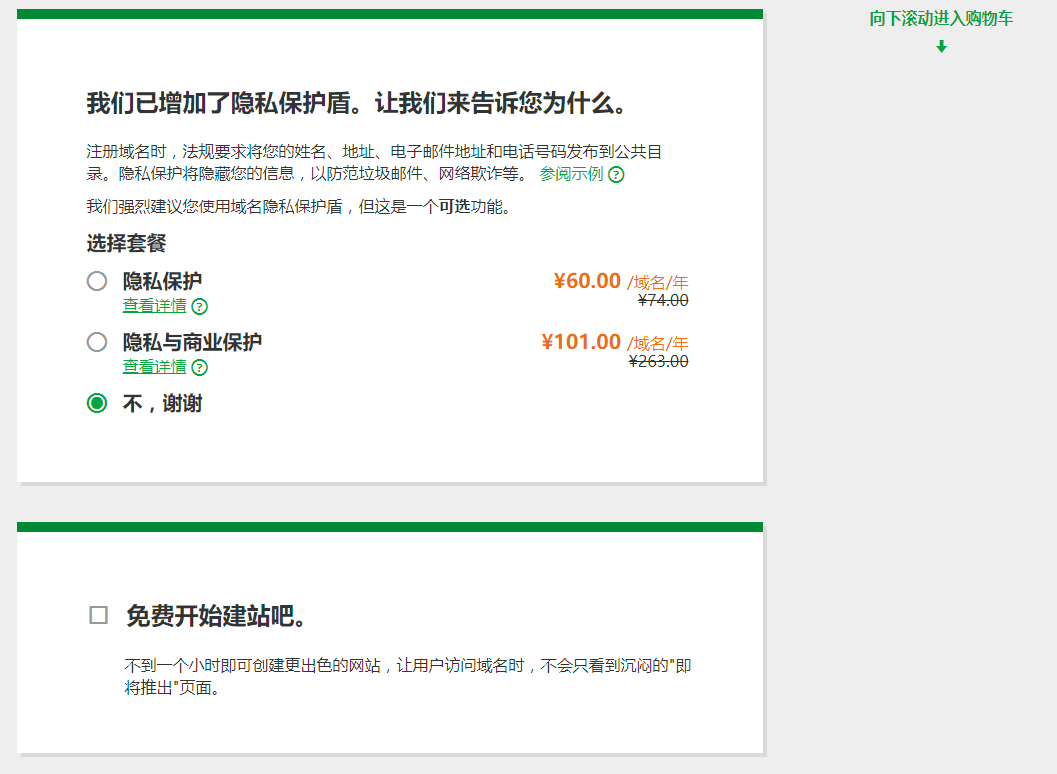 向下滚动进入购物车
我们已增加了隐私保护盾。让我们来告诉您为什么。
注册域名时，法规要求将您的姓名、地址、电子邮件地址和电话号码发布到公共目
录。隐私保护将隐藏您的信息，以防范垃圾邮件、网络欺诈等。 参阅示例 ?
我们强烈建议您使用域名隐私保护盾，但这是一个可选功能。
选择套餐
隐私保护 ¥60.00 /域名/年
查看详情 ? ¥74.00
隐私与商业保护 ¥101.00 /域名/年
查看详情 ? ¥263.00
不，谢谢
免费开始建站吧。
不到一个小时即可创建更出色的网站，让用户访问域名时，不会只看到沉闷的"即
将推出"页面。